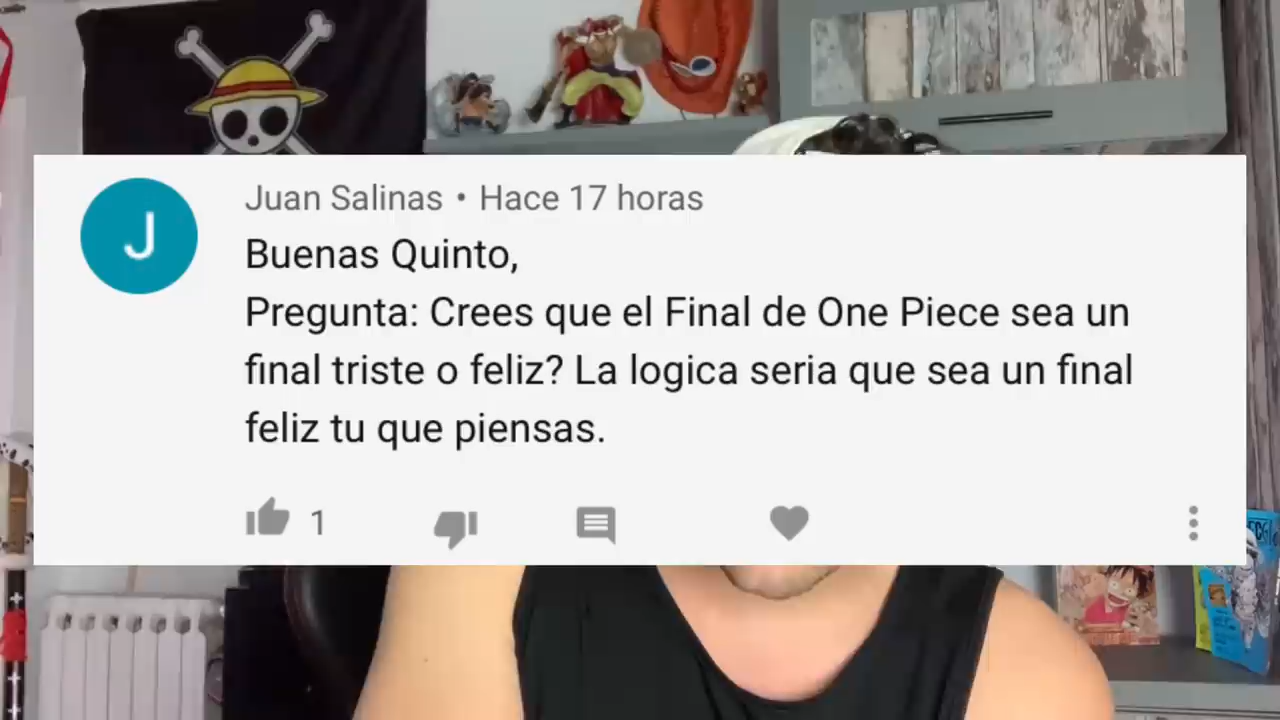 J
Juan Salinas • Hace 17 horas
Buenas Quinto,
Pregunta: Crees que el Final de One Piece sea un
final triste o feliz? La logica seria que sea un final
feliz tu que piensas.
1